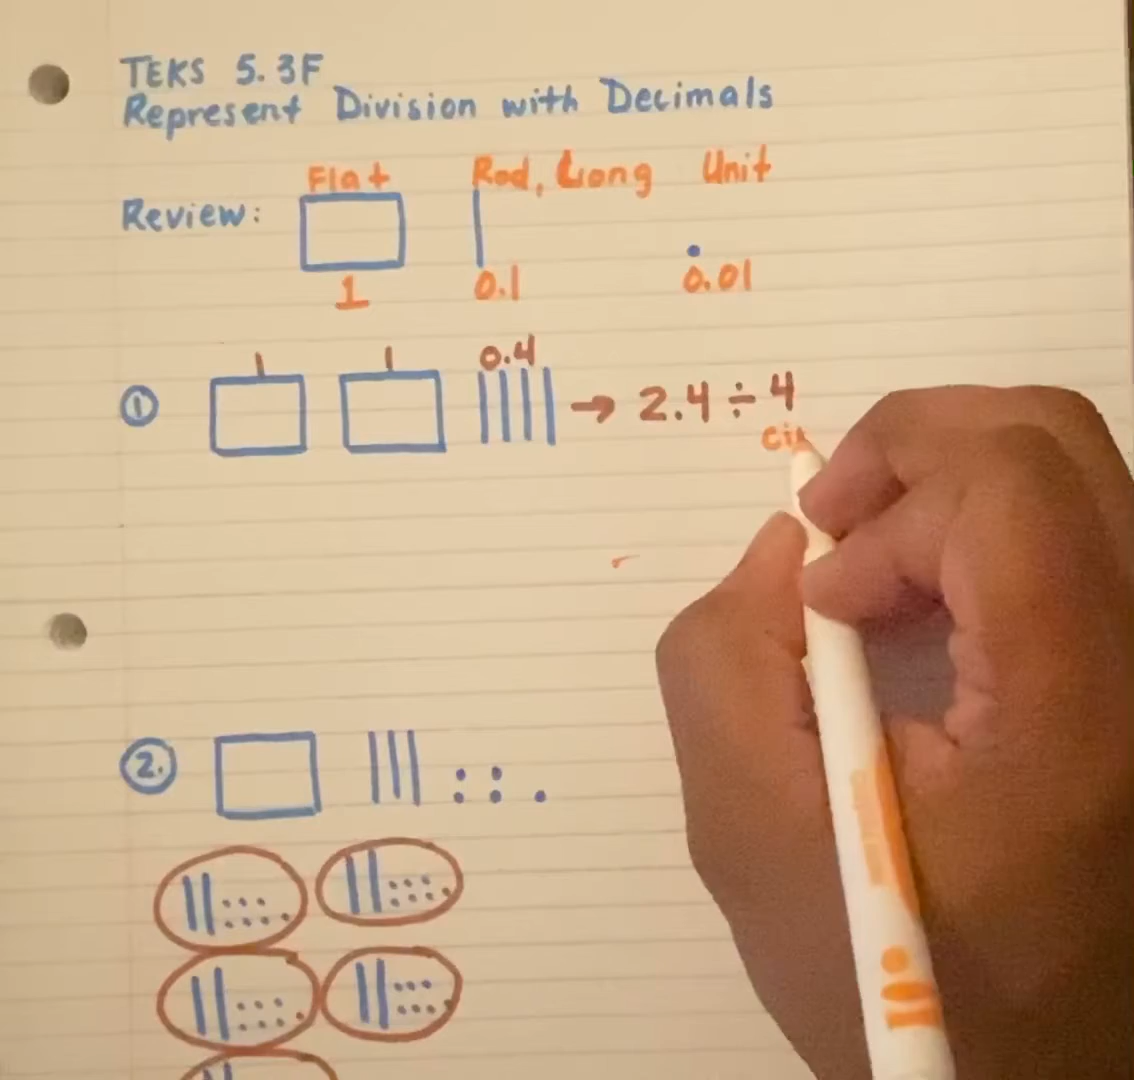 TEKS 5.3F
Represent Division with Decimals
Flat Rod, Long Unit
Review:
1 0.1 0.01
1 1 0.4
① → 2.4 ÷ 4
ci
2.